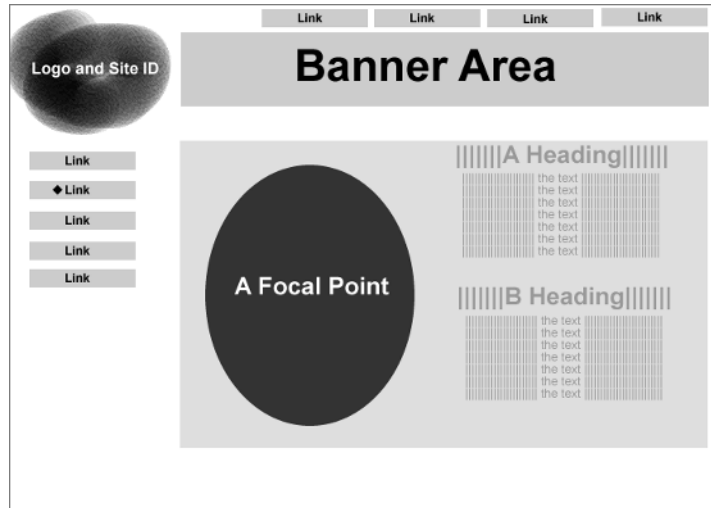 Link
Link
Link
Link
Logo and Site ID
Banner Area
Link
◆Link
Link
Link
Link
A Focal Point
|||||||A Heading|||||||
the text
the text
the text
the text
the text
the text
the text
|||||||B Heading|||||||
the text
the text
the text
the text
the text
the text
the text